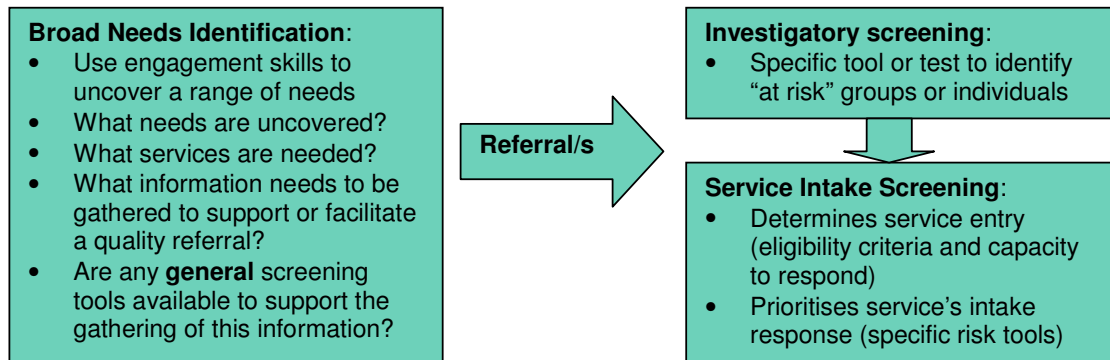 Broad Needs Identification:
• Use engagement skills to
uncover a range of needs
• What needs are uncovered?
• What services are needed?
• What information needs to be
gathered to support or facilitate
a quality referral?
• Are any general screening
tools available to support the
gathering of this information?
Referral/s
Investigatory screening:
• Specific tool or test to identify
“at risk” groups or individuals
Service Intake Screening:
• Determines service entry
(eligibility criteria and capacity
to respond)
• Prioritises service’s intake
response (specific risk tools)